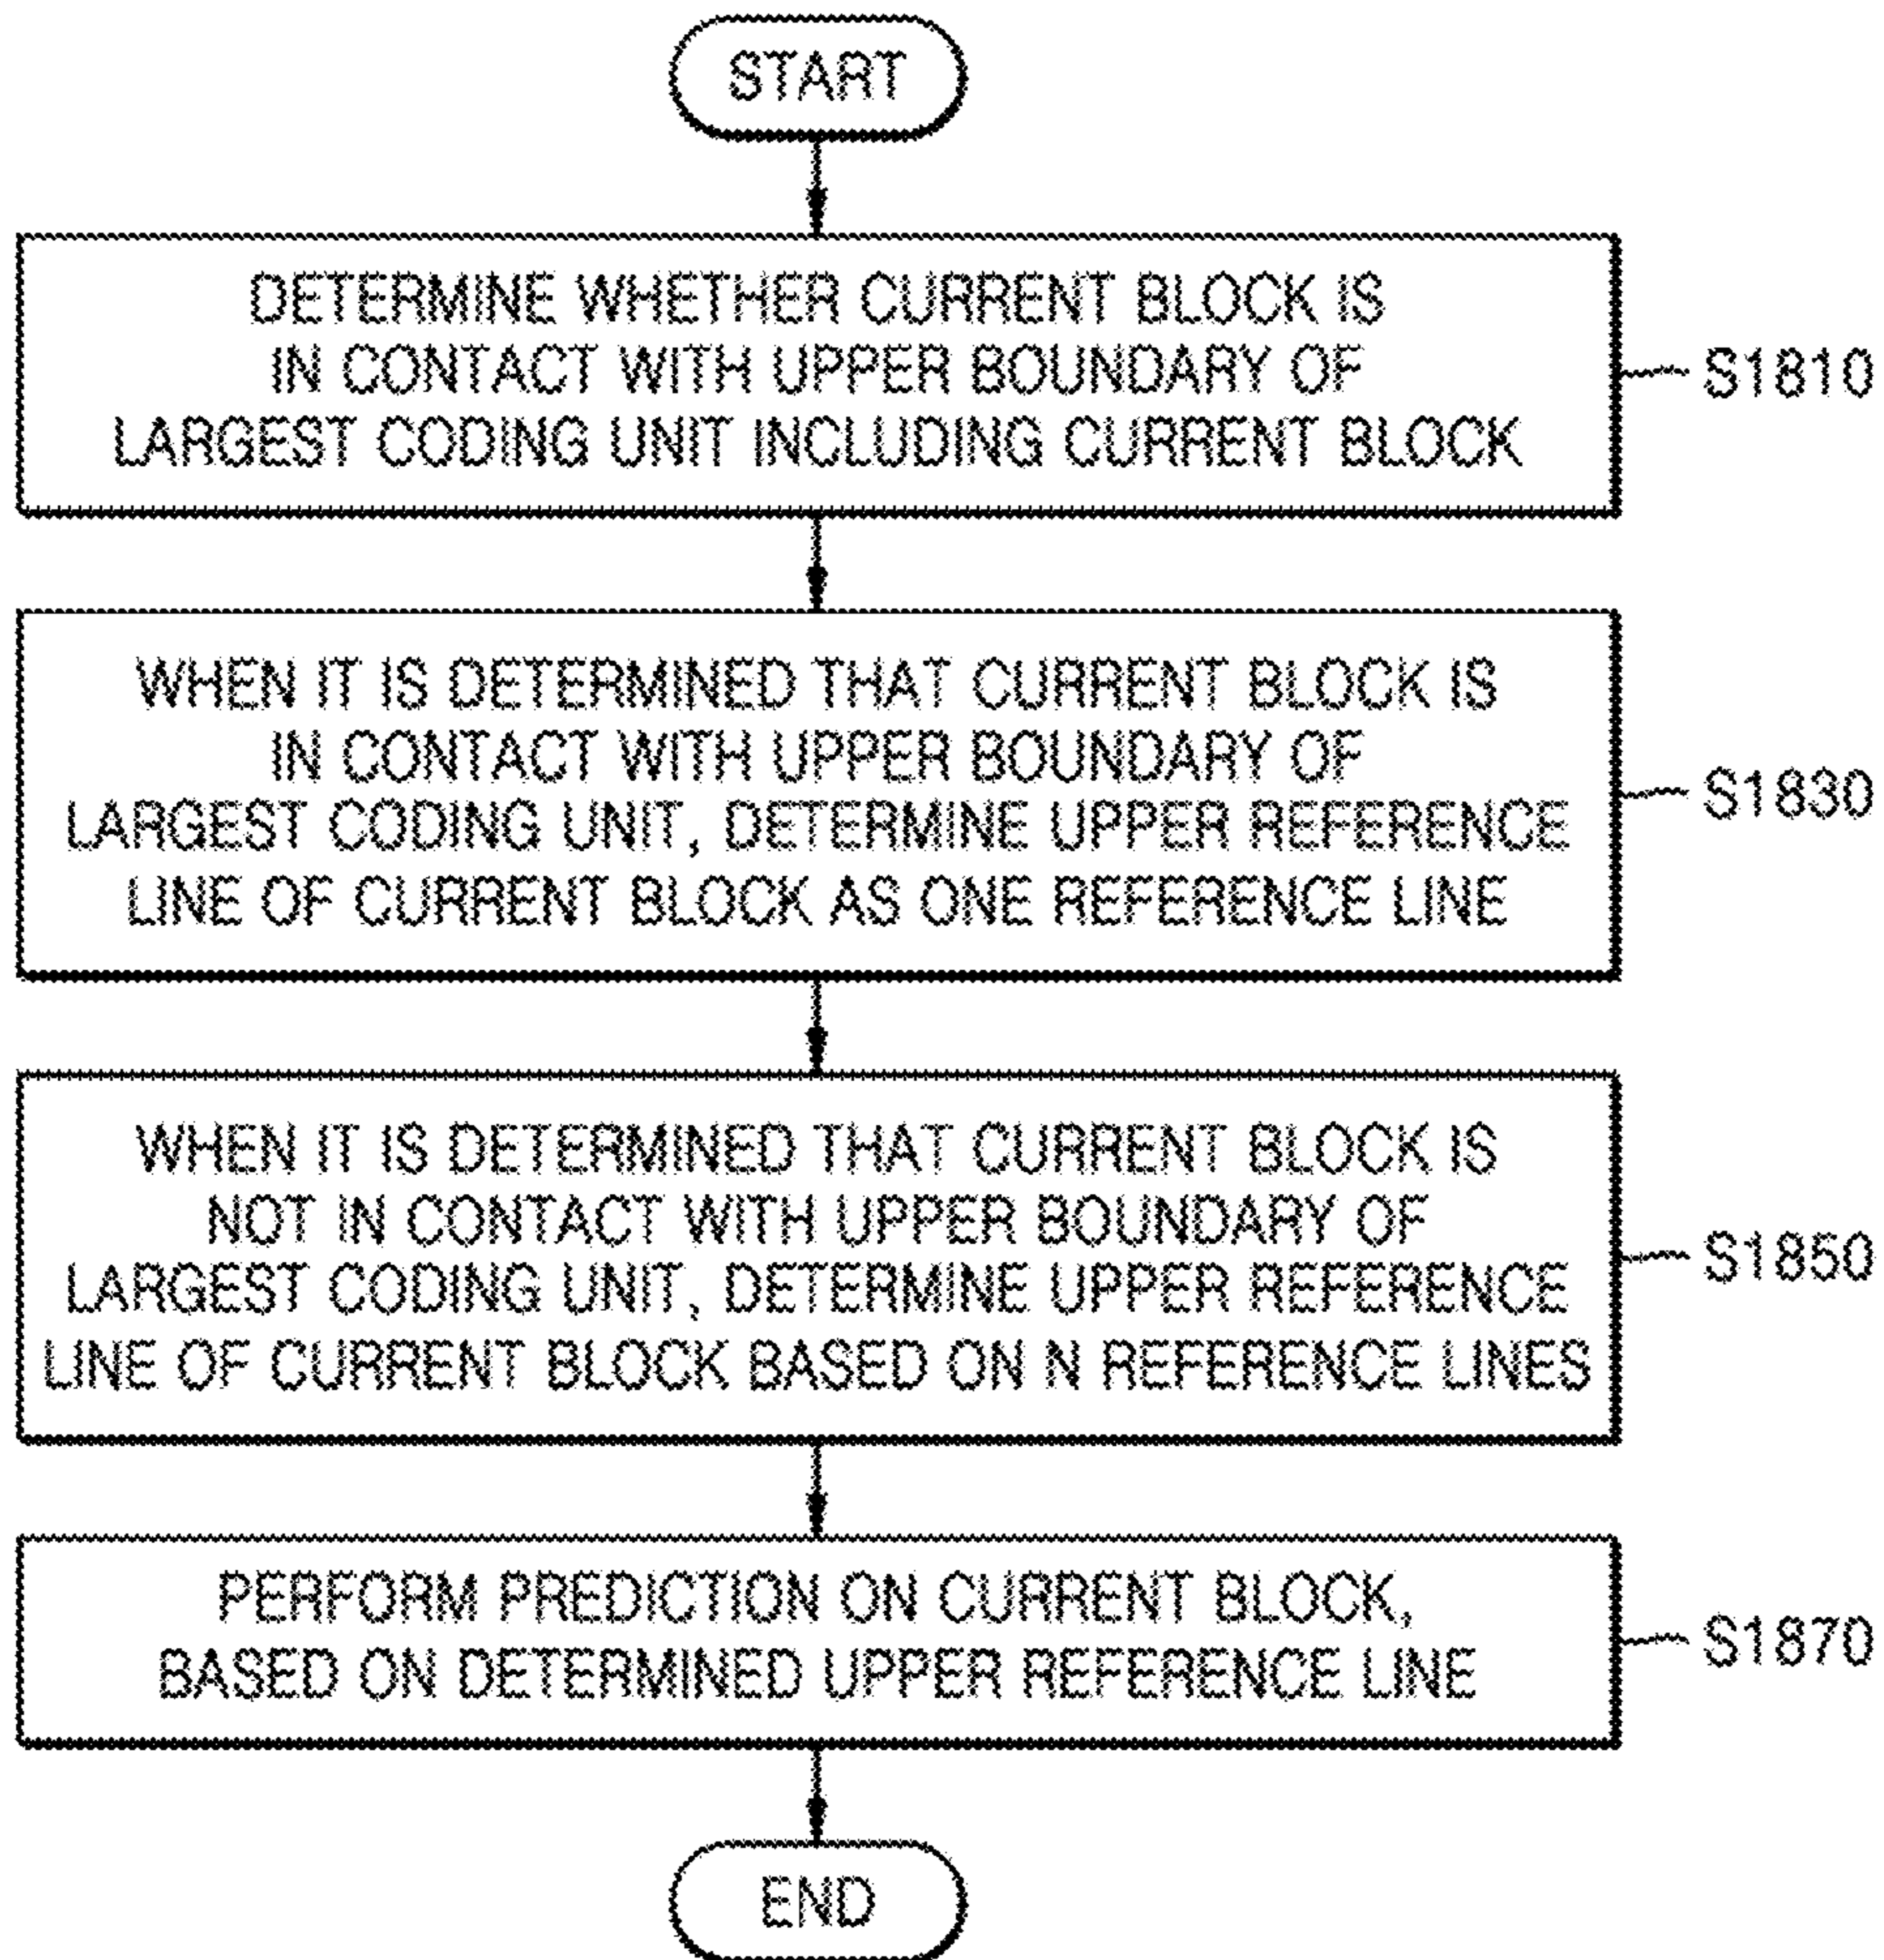 START
DETERMINE WHETHER CURRENT BLOCK IS
IN CONTACT WITH UPPER BOUNDARY OF
LARGEST CODING UNIT INCLUDING CURRENT BLOCK
S1810
WHEN IT IS DETERMINED THAT CURRENT BLOCK IS
IN CONTACT WITH UPPER BOUNDARY OF
LARGEST CODING UNIT, DETERMINE UPPER REFERENCE
LINE OF CURRENT BLOCK AS ONE REFERENCE LINE
S1830
WHEN IT IS DETERMINED THAT CURRENT BLOCK IS
NOT IN CONTACT WITH UPPER BOUNDARY OF
LARGEST CODING UNIT, DETERMINE UPPER REFERENCE
LINE OF CURRENT BLOCK BASED ON N REFERENCE LINES
S1850
PERFORM PREDICTION ON CURRENT BLOCK,
BASED ON DETERMINED UPPER REFERENCE LINE
S1870
END